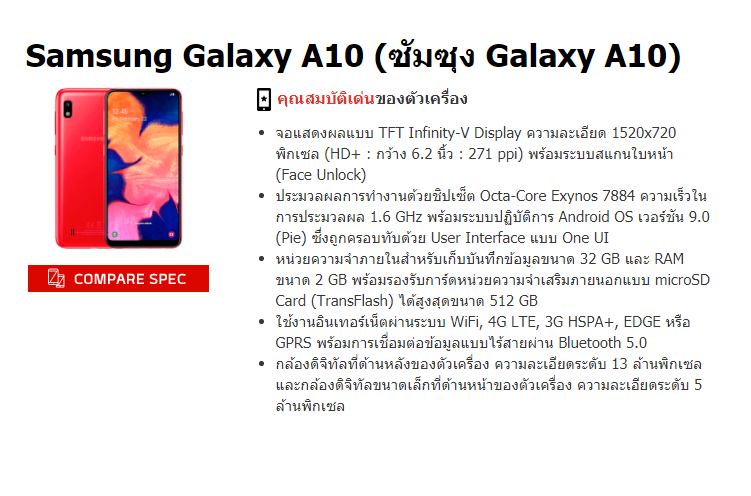 Samsung Galaxy A10 (ซัมซุง Galaxy A10)
คุณสมบัติเด่นของตัวเครื่อง
จอแสดงผลแบบ TFT Infinity-V Display ความละเอียด 1520x720
พิกเซล (HD+ : กว้าง 6.2 นิ้ว : 271 ppi) พร้อมระบบสแกนใบหน้า
(Face Unlock)
ประมวลผลการทำงานด้วยชิปเซ็ต Octa-Core Exynos 7884 ความเร็วใน
การประมวลผล 1.6 GHz พร้อมระบบปฏิบัติการ Android OS เวอร์ชัน 9.0
(Pie) ซึ่งถูกครอบทับด้วย User Interface แบบ One UI
หน่วยความจำภายในสำหรับเก็บบันทึกข้อมูลขนาด 32 GB และ RAM
ขนาด 2 GB พร้อมรองรับการ์ดหน่วยความจำเสริมภายนอกแบบ microSD
Card (TransFlash) ได้สูงสุดขนาด 512 GB
ใช้งานอินเทอร์เน็ตผ่านระบบ WiFi, 4G LTE, 3G HSPA+, EDGE หรือ
GPRS พร้อมการเชื่อมต่อข้อมูลแบบไร้สายผ่าน Bluetooth 5.0
กล้องดิจิทัลที่ด้านหลังของตัวเครื่อง ความละเอียดระดับ 13 ล้านพิกเซล
และกล้องดิจิทัลขนาดเล็กที่ด้านหน้าของตัวเครื่อง ความละเอียดระดับ 5
ล้านพิกเซล
SAMSUNG
COMPARE SPEC